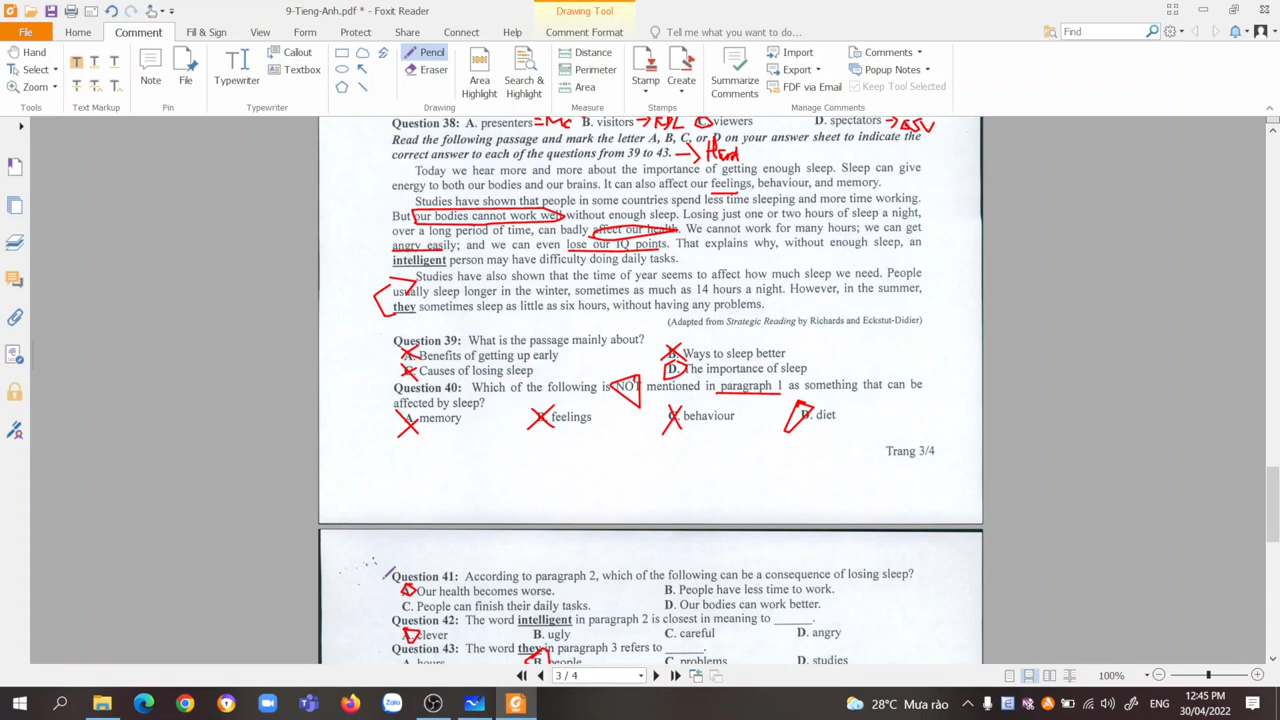 9-Tieng-Anh.pdf * - Foxit Reader
Drawing Tool
File Home Comment Fill & Sign View Form Protect Share Connect Help Comment Format Tell me what you want to do... Find
Hand
Select
Zoom
Tools
Text Markup
Note
File
Pin
Typewriter
Callout
Textbox
Typewriter
Pencil
Eraser
Drawing
Area Highlight
Search & Highlight
Distance
Perimeter
Area
Measure
Stamp
Create
Stamps
Summarize Comments
Import
Export
FDF via Email
Comments
Popup Notes
Keep Tool Selected
Manage Comments
Question 38: A. presenters = MC B. visitors C. viewers D. spectators
Read the following passage and mark the letter A, B, C, or D on your answer sheet to indicate the
correct answer to each of the questions from 39 to 43. Herd
Today we hear more and more about the importance of getting enough sleep. Sleep can give
energy to both our bodies and our brains. It can also affect our feelings, behaviour, and memory.
Studies have shown that people in some countries spend less time sleeping and more time working.
But our bodies cannot work well without enough sleep. Losing just one or two hours of sleep a night,
over a long period of time, can badly affect our health. We cannot work for many hours; we can get
angry easily; and we can even lose our IQ points. That explains why, without enough sleep, an
intelligent person may have difficulty doing daily tasks.
Studies have also shown that the time of year seems to affect how much sleep we need. People
usually sleep longer in the winter, sometimes as much as 14 hours a night. However, in the summer,
they sometimes sleep as little as six hours, without having any problems.
(Adapted from Strategic Reading by Richards and Eckstut-Didier)
Question 39: What is the passage mainly about?
A. Benefits of getting up early B. Ways to sleep better
C. Causes of losing sleep D. The importance of sleep
Question 40: Which of the following is NOT mentioned in paragraph 1 as something that can be
affected by sleep?
A. memory B. feelings C. behaviour D. diet
Trang 3/4
Question 41: According to paragraph 2, which of the following can be a consequence of losing sleep?
A. Our health becomes worse. B. People have less time to work.
C. People can finish their daily tasks. D. Our bodies can work better.
Question 42: The word intelligent in paragraph 2 is closest in meaning to ______.
A. clever B. ugly C. careful D. angry
Question 43: The word they in paragraph 3 refers to ______.
A. hours B. people C. problems D. studies
3 / 4
100%
Zalo
28°C Mưa rào
12:45 PM
30/04/2022